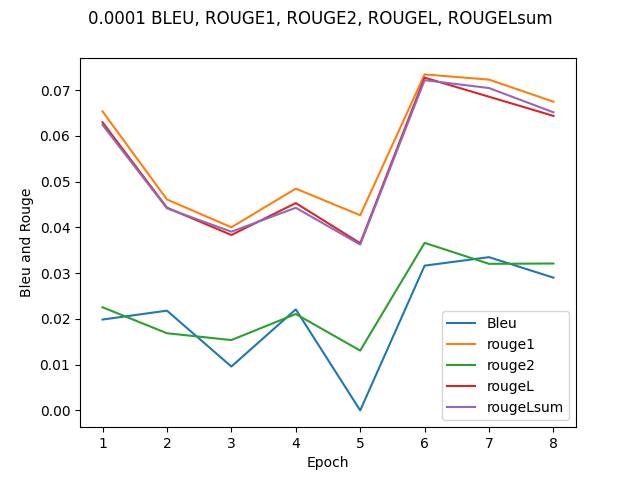 0.0001 BLEU, ROUGE1, ROUGE2, ROUGEL, ROUGELsum
Bleu and Rouge
0.07
0.06
0.05
0.04
0.03
0.02
0.01
0.00
Bleu
rouge1
rouge2
rougeL
rougeLsum
1 2 3 4 5 6 7 8
Epoch